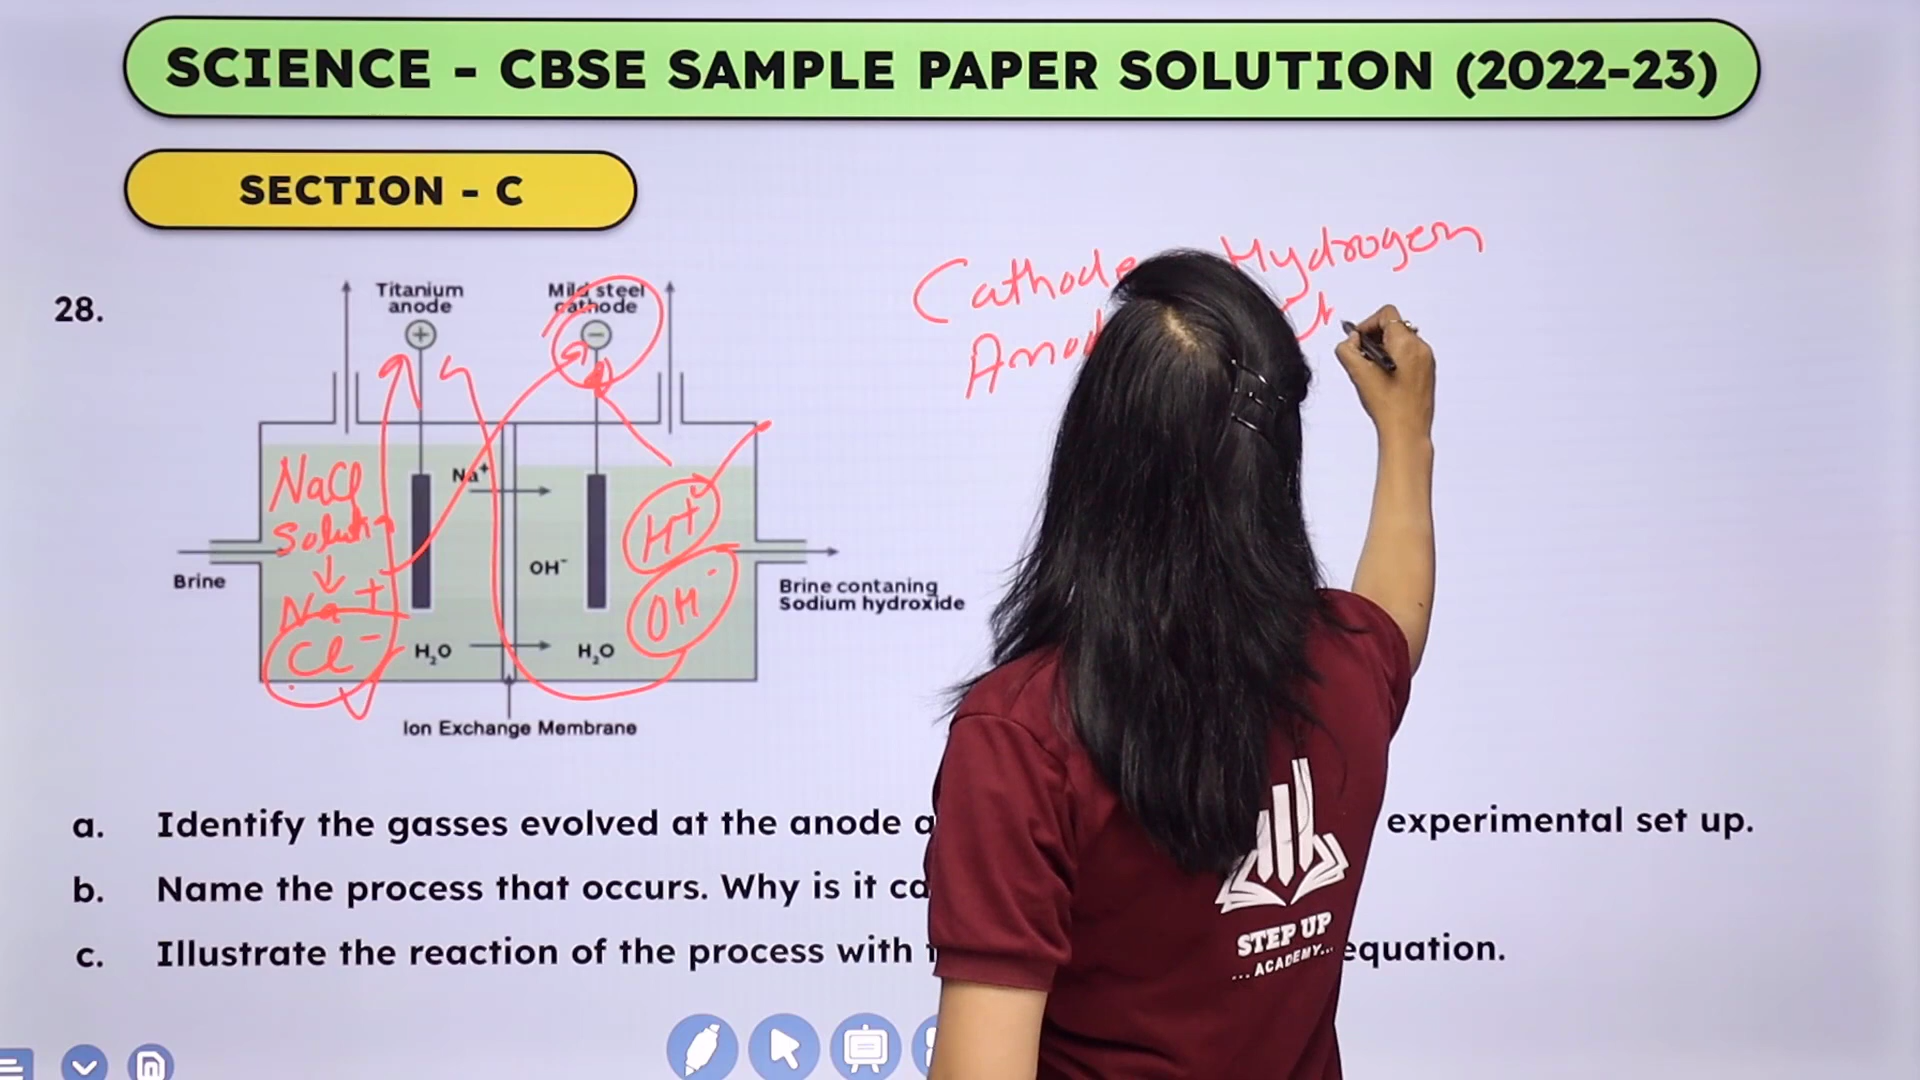 SCIENCE - CBSE SAMPLE PAPER SOLUTION (2022-23)
SECTION - C
Cathode Hydrogen
28.
Titanium
anode
+
Mild steel
cathode
−
NaCl
Na⁺
H⁺
OH⁻
OH
Brine
Na+
Cl⁻
H₂O
H₂O
Brine contaning
Sodium hydroxide
Ion Exchange Membrane
a. Identify the gasses evolved at the anode experimental set up.
b. Name the process that occurs. Why is it
c. Illustrate the reaction of the process with equation.
STEP UP
... ACADEMY...